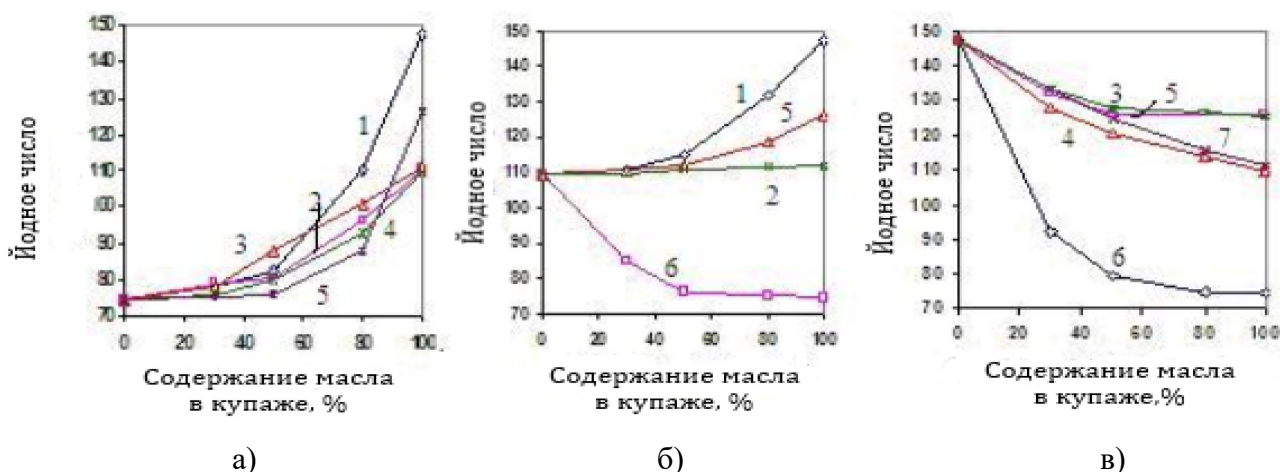 150
140
130
120
110
100
90
80
70
0 20 40 60 80 100
Йодное число
1
2
3
4
5
Содержание масла
в купаже, %
а)
150
140
130
120
110
100
90
80
70
0 20 40 60 80 100
Йодное число
1
5
2
6
Содержание масла
в купаже, %
б)
150
140
130
120
110
100
90
80
70
0 20 40 60 80 100
Йодное число
3
5
4
7
6
Содержание масла
в купаже,%
в)